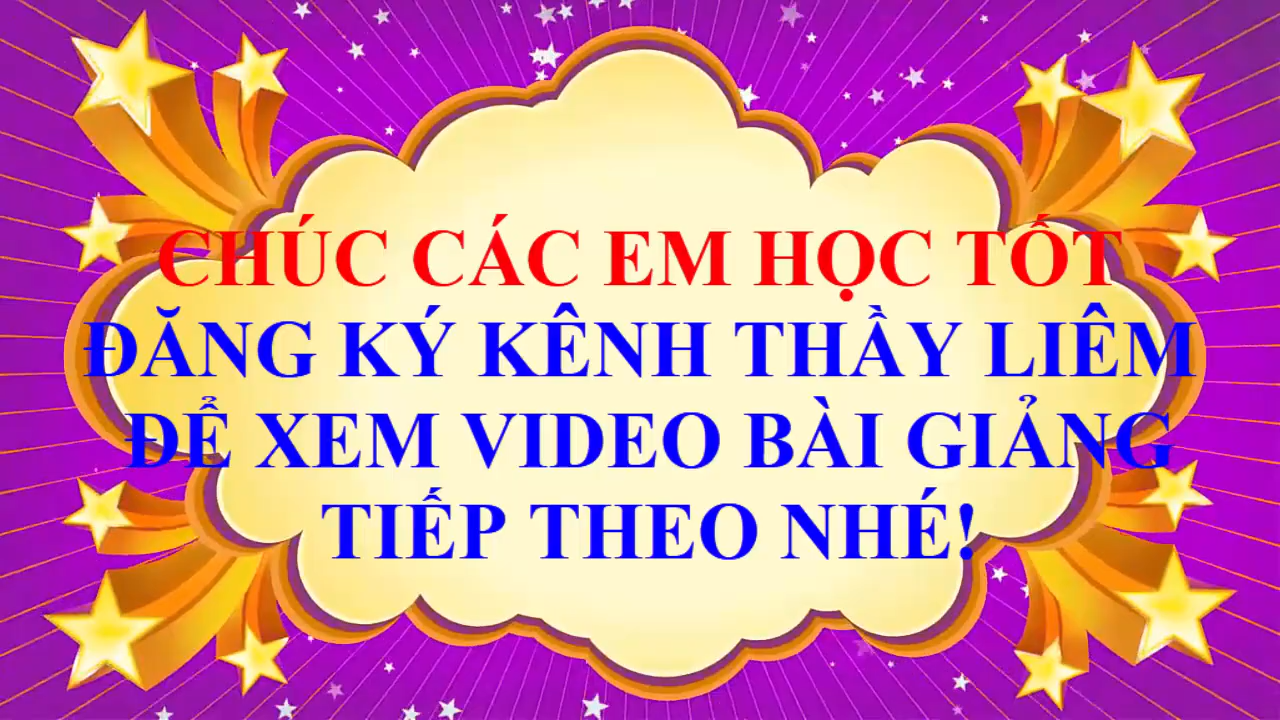 CHÚC CÁC EM HỌC TỐT
ĐĂNG KÝ KÊNH THẦY LIÊM
ĐỂ XEM VIDEO BÀI GIẢNG
TIẾP THEO NHÉ!